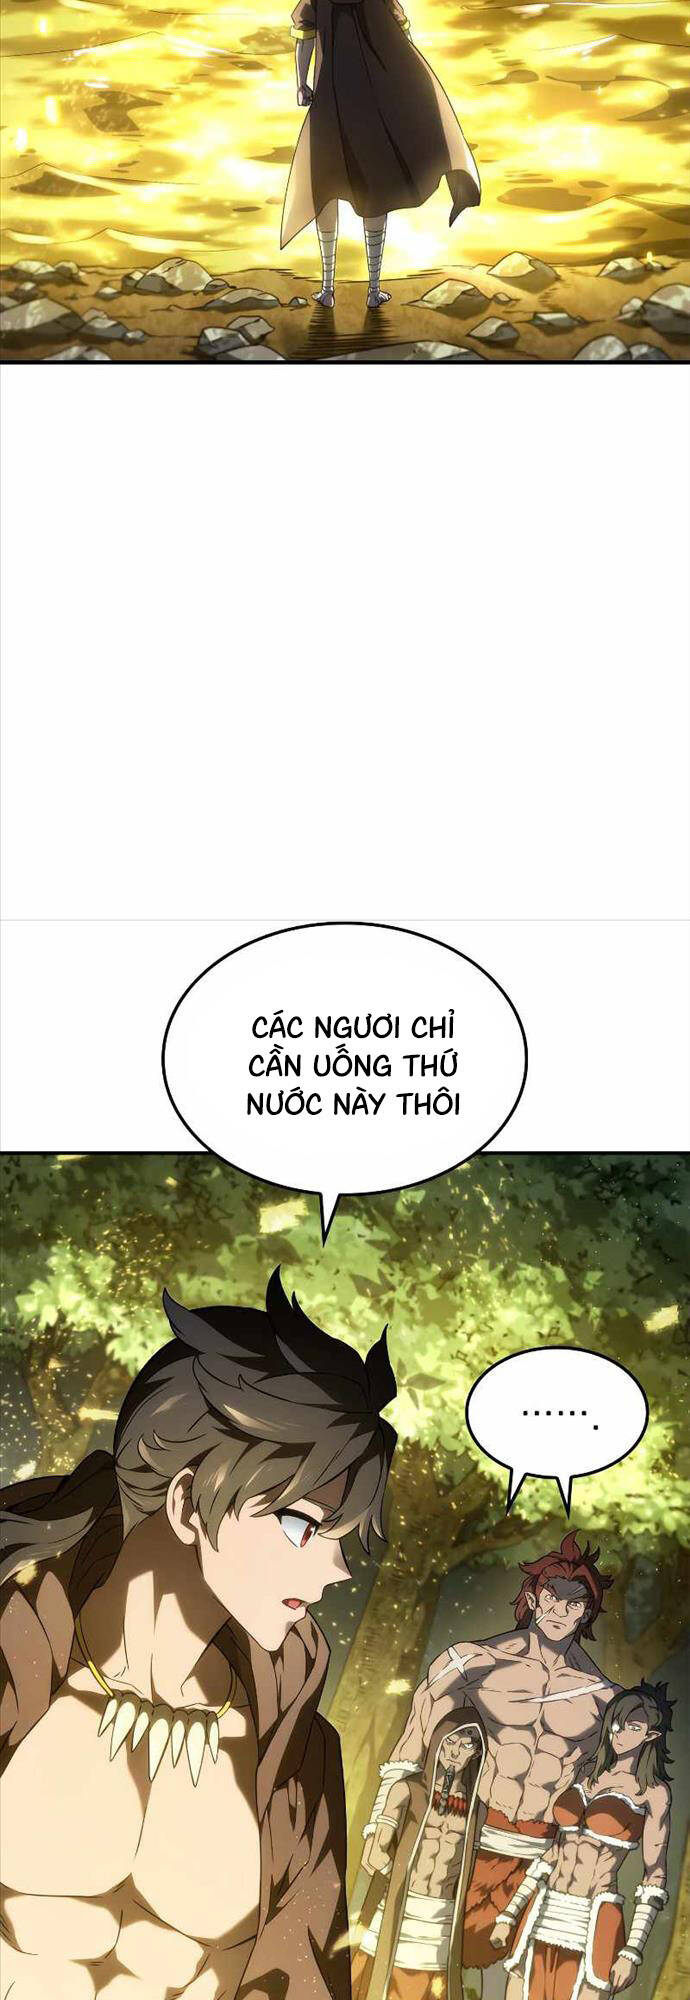 CÁC NGƯƠI CHỈ
CẦN UỐNG THỨ
NƯỚC NÀY THÔI
.......